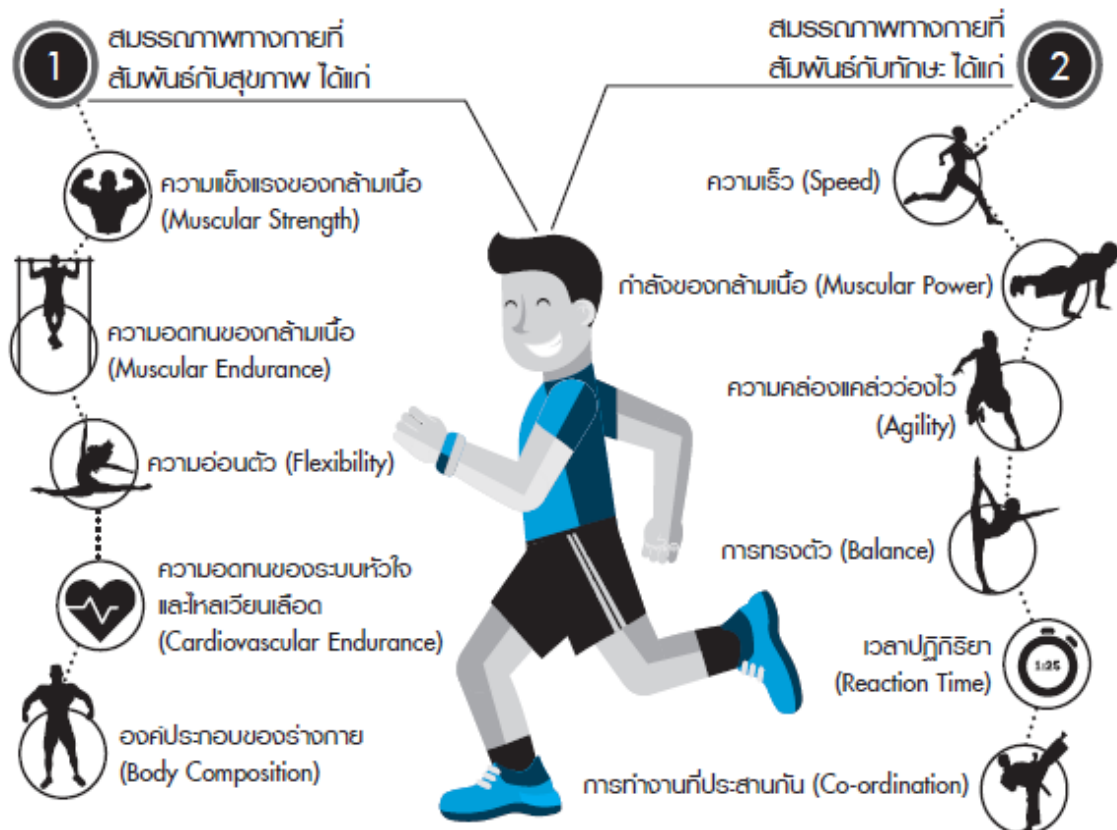 1
สมรรถภาพทางกายที่
สัมพันธ์กับสุขภาพ ได้แก่
ความแข็งแรงของกล้ามเนื้อ
(Muscular Strength)
ความอดทนของกล้ามเนื้อ
(Muscular Endurance)
ความอ่อนตัว (Flexibility)
ความอดทนของระบบหัวใจ
และไหลเวียนเลือด
(Cardiovascular Endurance)
องค์ประกอบของร่างกาย
(Body Composition)
สมรรถภาพทางกายที่
สัมพันธ์กับทักษะ ได้แก่
2
ความเร็ว (Speed)
กำลังของกล้ามเนื้อ (Muscular Power)
ความคล่องแคล่วว่องไว
(Agility)
การทรงตัว (Balance)
เวลาปฏิกิริยา
(Reaction Time)
1:25
การทำงานที่ประสานกัน (Co-ordination)